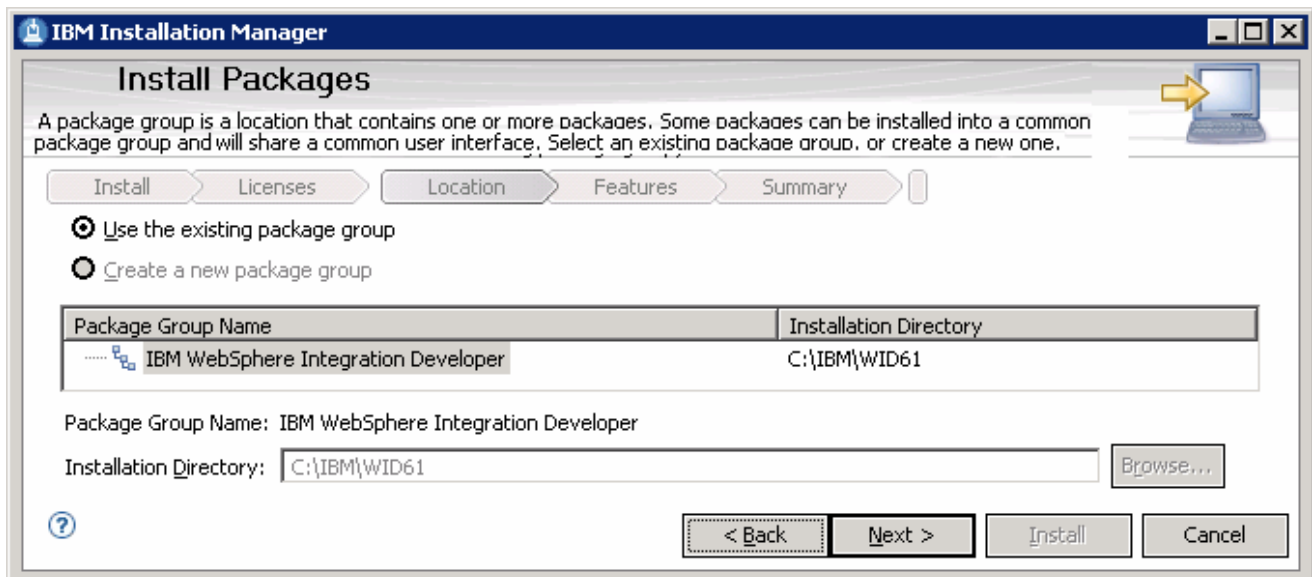 IBM Installation Manager
Install Packages
A package group is a location that contains one or more packages. Some packages can be installed into a common
package group and will share a common user interface. Select an existing package group, or create a new one.
Install Licenses Location Features Summary
Use the existing package group
Create a new package group
Package Group Name Installation Directory
IBM WebSphere Integration Developer C:\IBM\WID61
Package Group Name: IBM WebSphere Integration Developer
Installation Directory: C:\IBM\WID61 Browse...
? < Back Next > Install Cancel